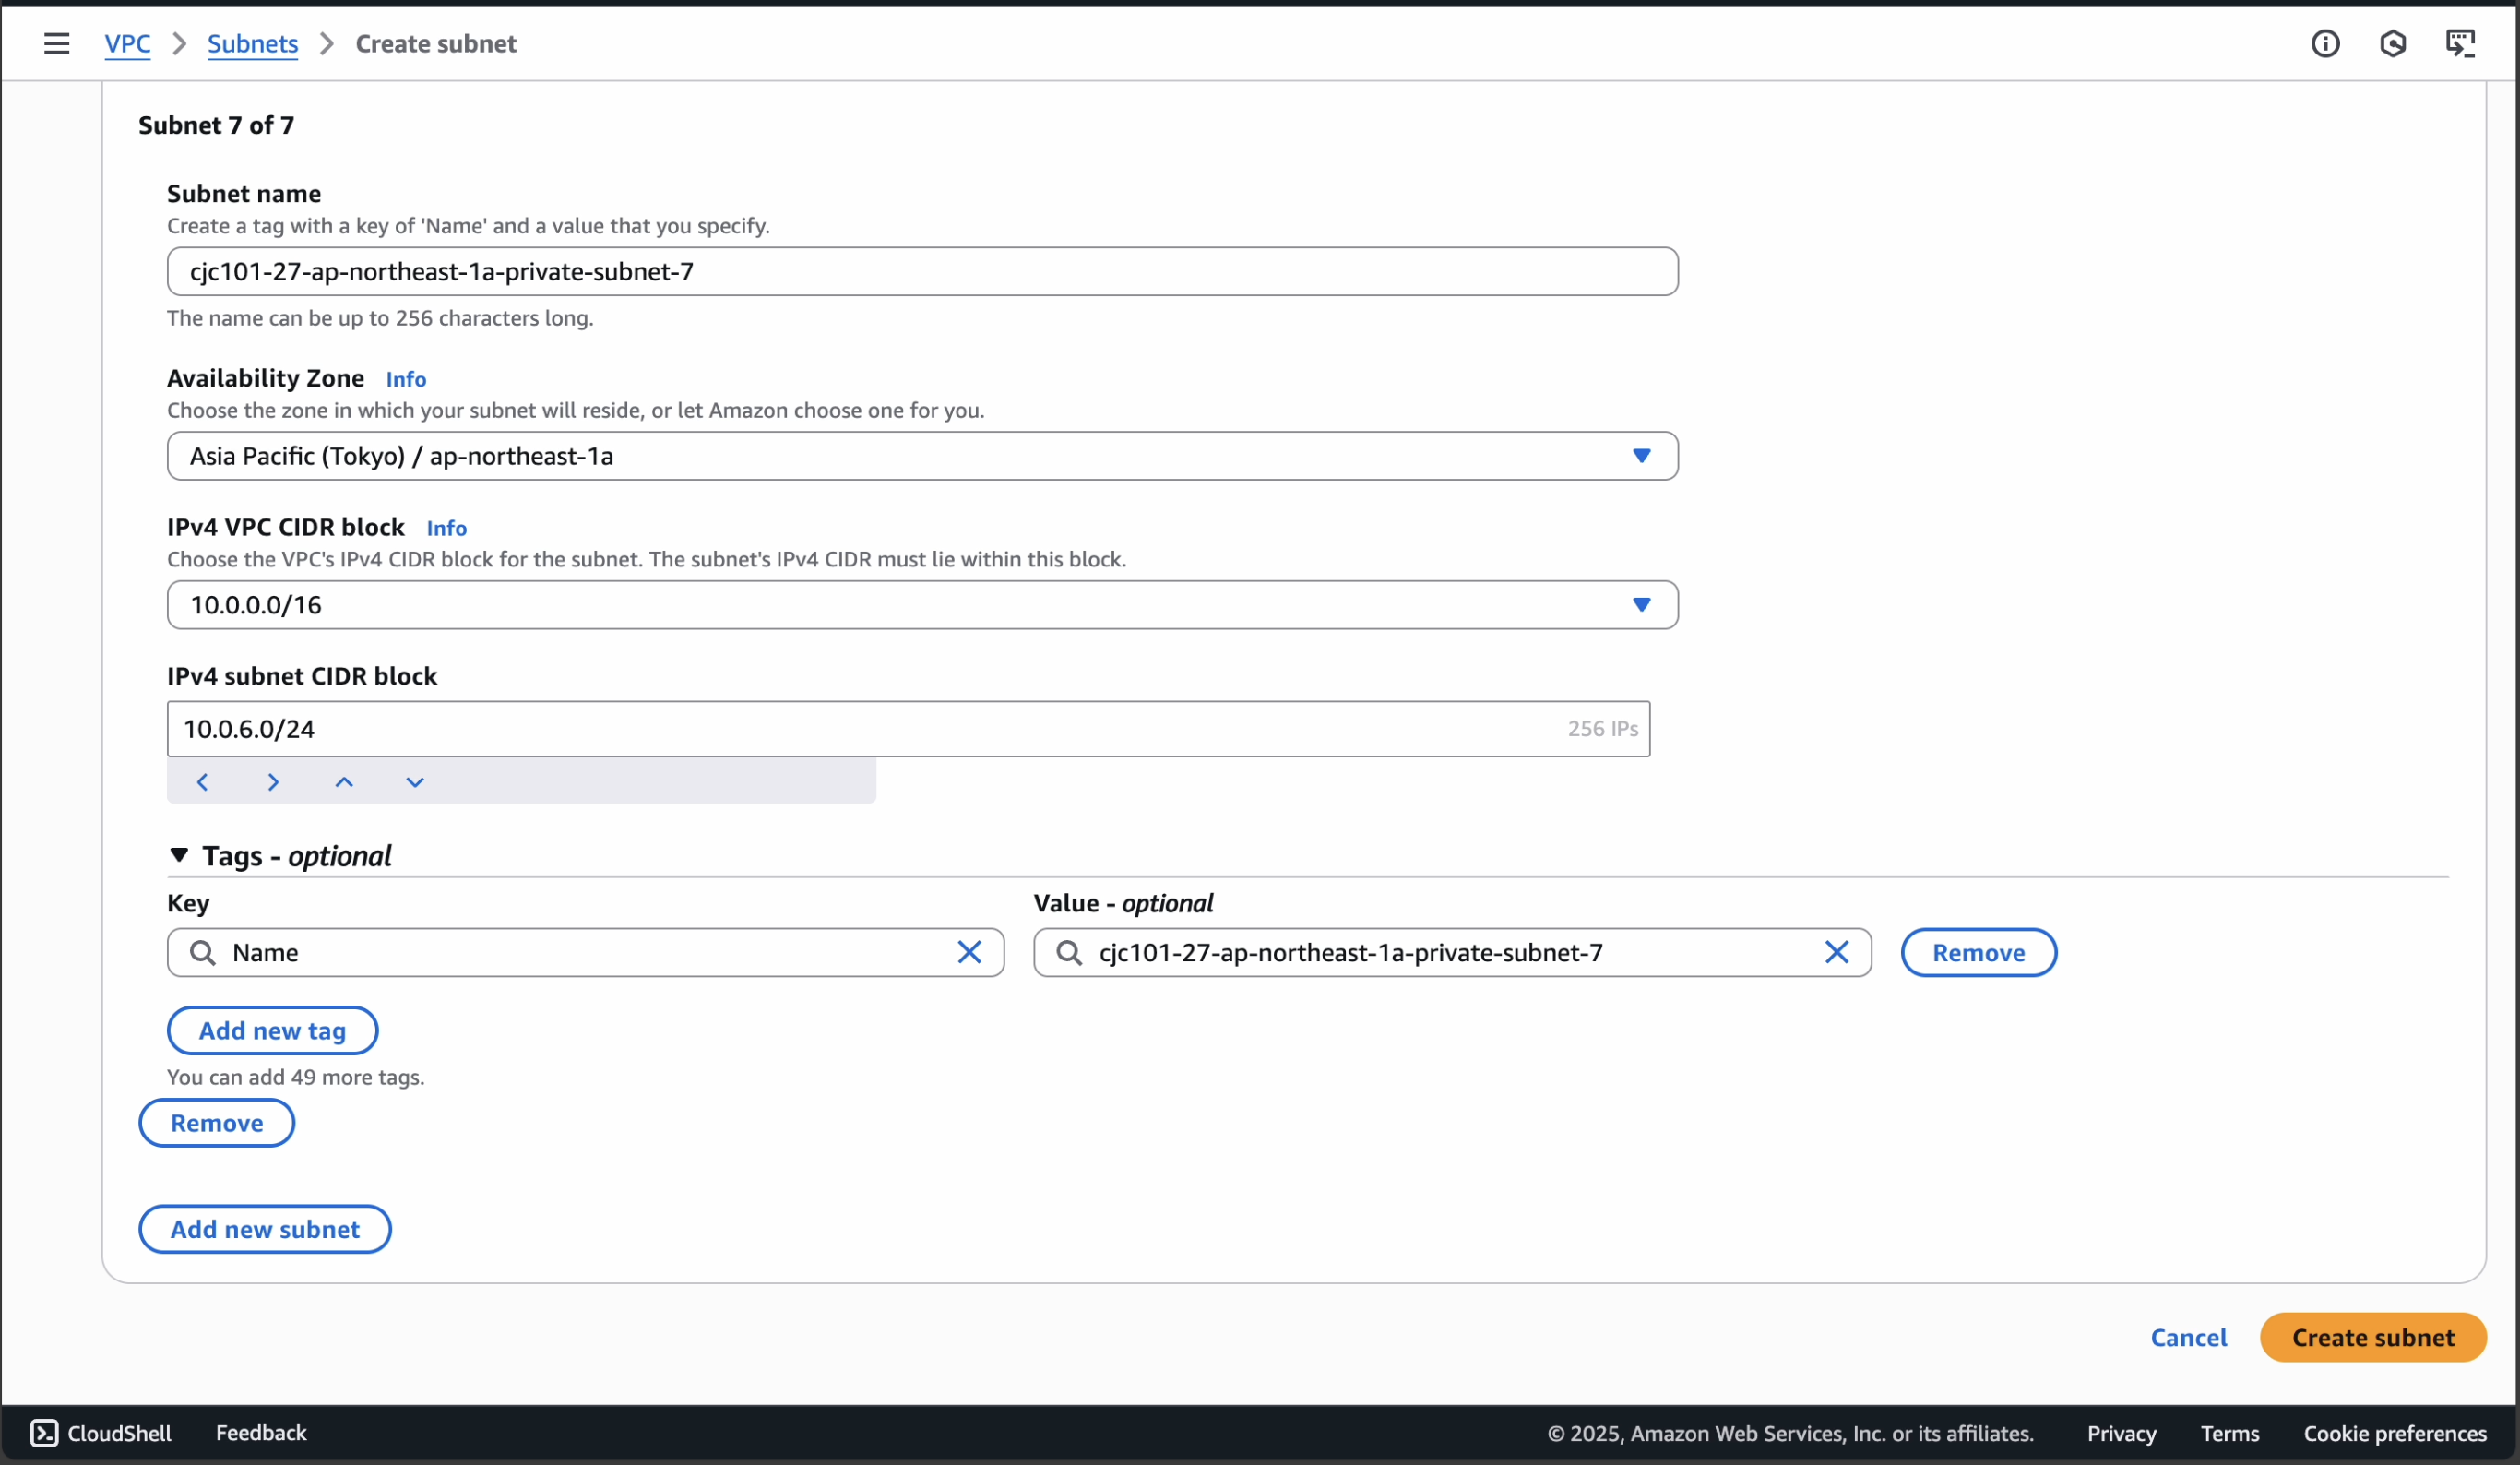 VPC > Subnets > Create subnet
Subnet 7 of 7
Subnet name
Create a tag with a key of 'Name' and a value that you specify.
cjc101-27-ap-northeast-1a-private-subnet-7
The name can be up to 256 characters long.
Availability Zone Info
Choose the zone in which your subnet will reside, or let Amazon choose one for you.
Asia Pacific (Tokyo) / ap-northeast-1a
IPv4 VPC CIDR block Info
Choose the VPC's IPv4 CIDR block for the subnet. The subnet's IPv4 CIDR must lie within this block.
10.0.0.0/16
IPv4 subnet CIDR block
10.0.6.0/24 256 IPs
Tags - optional
Key Value - optional
Name cjc101-27-ap-northeast-1a-private-subnet-7 Remove
Add new tag
You can add 49 more tags.
Remove
Add new subnet
Cancel Create subnet
CloudShell Feedback © 2025, Amazon Web Services, Inc. or its affiliates. Privacy Terms Cookie preferences